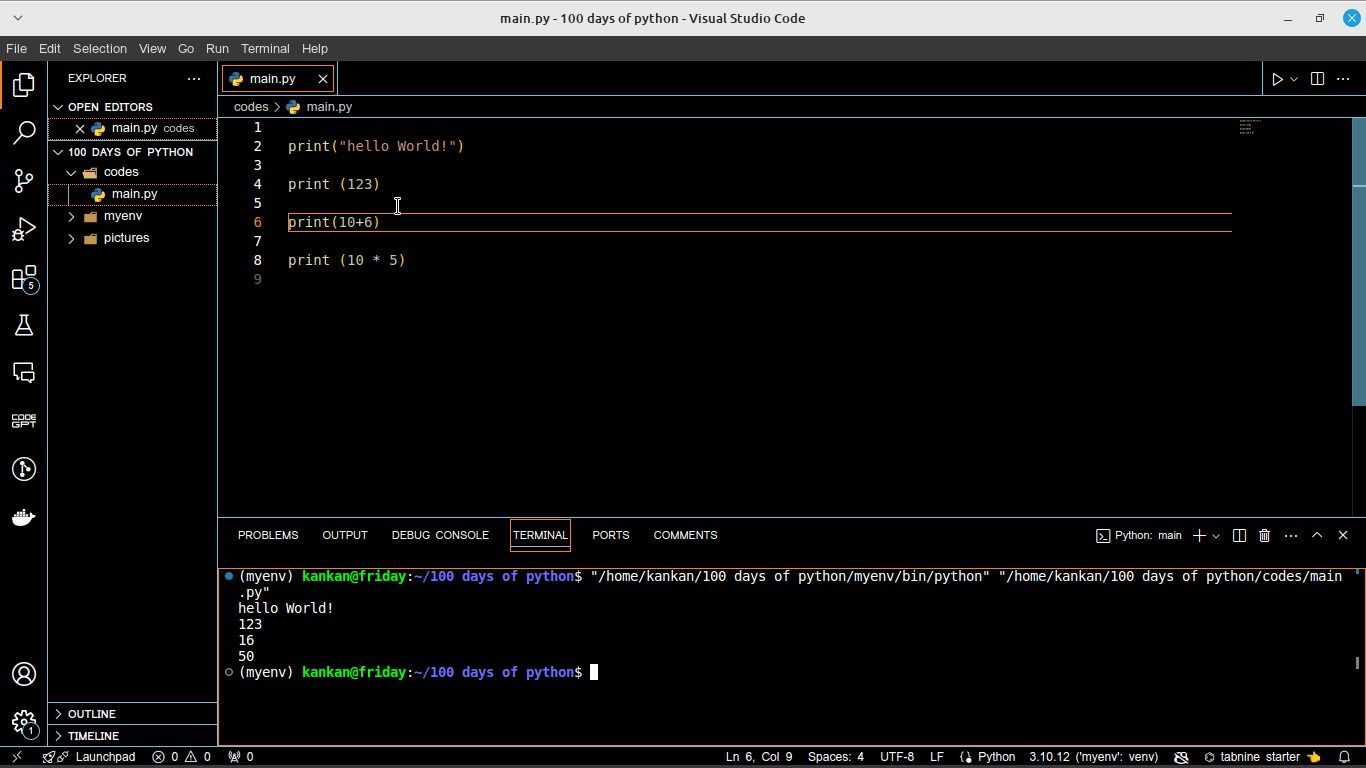 main.py - 100 days of python - Visual Studio Code
File Edit Selection View Go Run Terminal Help
EXPLORER
OPEN EDITORS
main.py codes
100 DAYS OF PYTHON
codes
main.py
myenv
pictures
OUTLINE
TIMELINE
5
CODE
GPT
1
main.py
codes > main.py
1
2 print("hello World!")
3
4 print (123)
5
6 print(10+6)
7
8 print (10 * 5)
9
PROBLEMS OUTPUT DEBUG CONSOLE TERMINAL PORTS COMMENTS
Python: main
(myenv) kankan@friday:~/100 days of python$ "/home/kankan/100 days of python/myenv/bin/python" "/home/kankan/100 days of python/codes/main
.py"
hello World!
123
16
50
(myenv) kankan@friday:~/100 days of python$
Launchpad 0 0 0 Ln 6, Col 9 Spaces: 4 UTF-8 LF Python 3.10.12 ('myenv': venv) tabnine starter